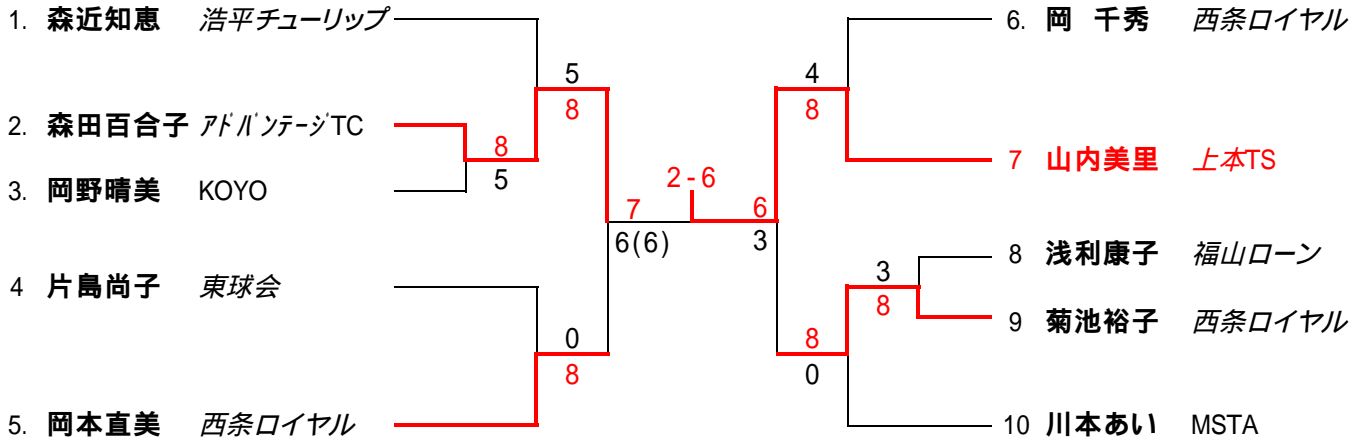 1. 森近知恵 浩平チューリップ
5
8
2. 森田百合子 アドバンテージTC
8
5
3. 岡野晴美 KOYO
7
6(6)
4 片島尚子 東球会
0
8
5. 岡本直美 西条ロイヤル
2-6
6
3
6. 岡 千秀 西条ロイヤル
4
8
7 山内美里 上本TS
8 浅利康子 福山ローン
3
8
9 菊池裕子 西条ロイヤル
8
0
10 川本あい MSTA